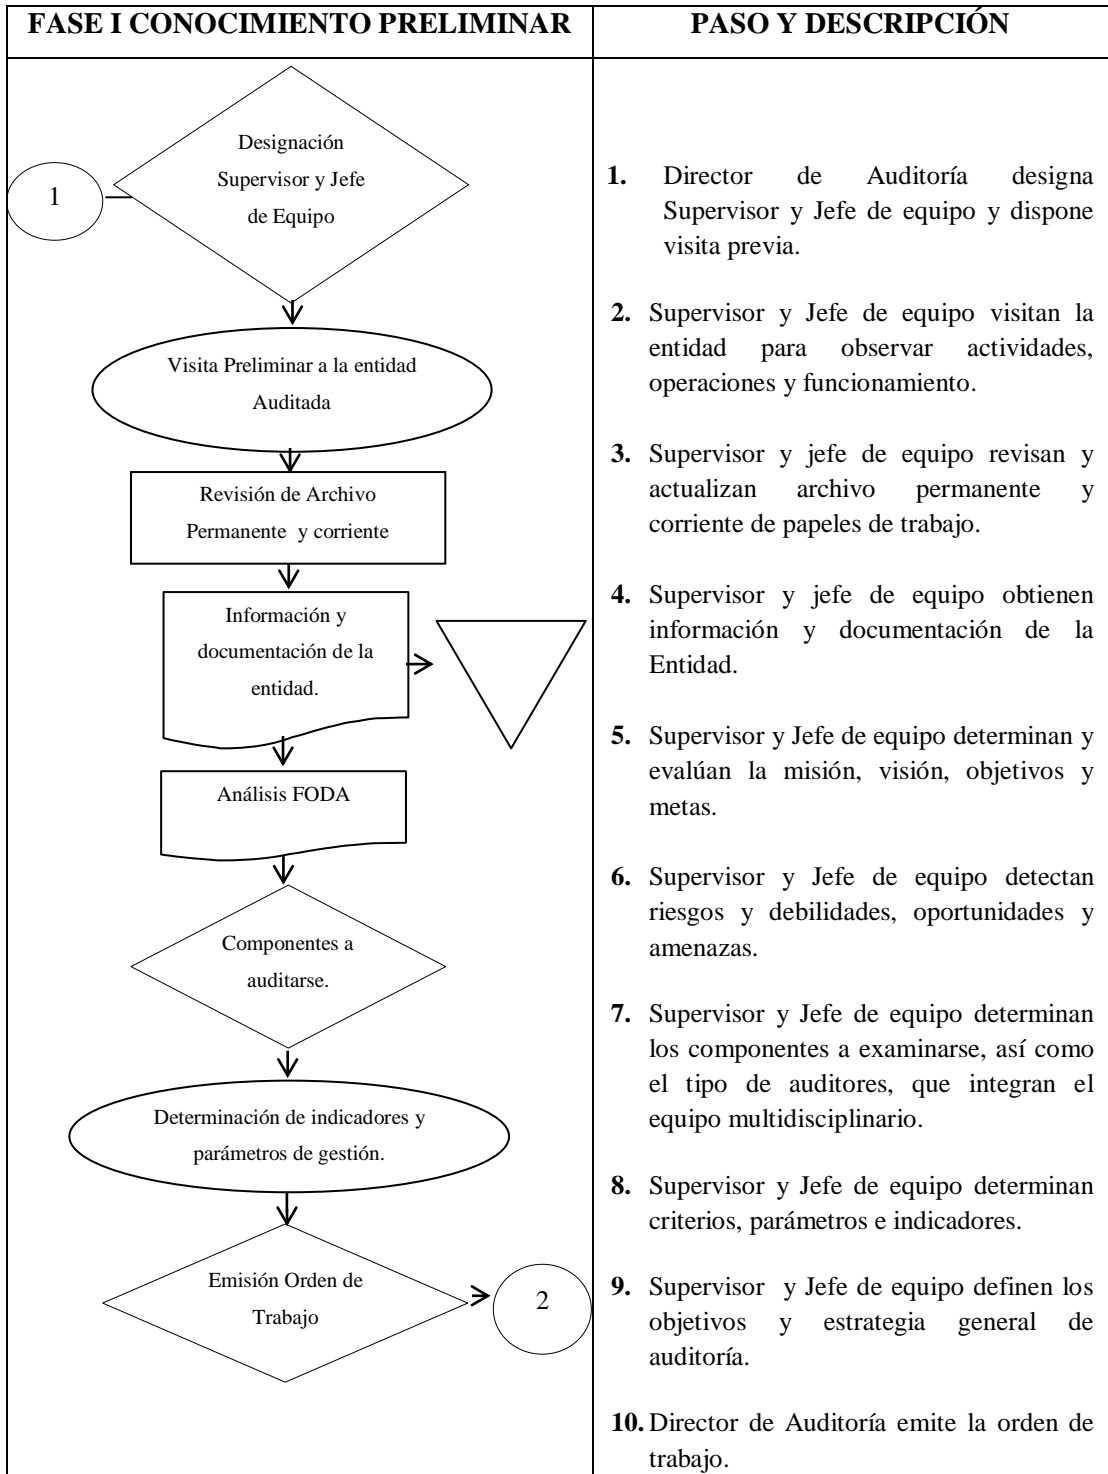 FASE I CONOCIMIENTO PRELIMINAR
PASO Y DESCRIPCIÓN
1
Designación
Supervisor y Jefe
de Equipo
Visita Preliminar a la entidad
Auditada
Revisión de Archivo
Permanente y corriente
Información y
documentación de la
entidad.
Análisis FODA
Componentes a
auditarse.
Determinación de indicadores y
parámetros de gestión.
Emisión Orden de
Trabajo
2
1. Director de Auditoría designa
Supervisor y Jefe de equipo y dispone
visita previa.
2. Supervisor y Jefe de equipo visitan la
entidad para observar actividades,
operaciones y funcionamiento.
3. Supervisor y jefe de equipo revisan y
actualizan archivo permanente y
corriente de papeles de trabajo.
4. Supervisor y jefe de equipo obtienen
información y documentación de la
Entidad.
5. Supervisor y Jefe de equipo determinan y
evalúan la misión, visión, objetivos y
metas.
6. Supervisor y Jefe de equipo detectan
riesgos y debilidades, oportunidades y
amenazas.
7. Supervisor y Jefe de equipo determinan
los componentes a examinarse, así como
el tipo de auditores, que integran el
equipo multidisciplinario.
8. Supervisor y Jefe de equipo determinan
criterios, parámetros e indicadores.
9. Supervisor y Jefe de equipo definen los
objetivos y estrategia general de
auditoría.
10. Director de Auditoría emite la orden de
trabajo.